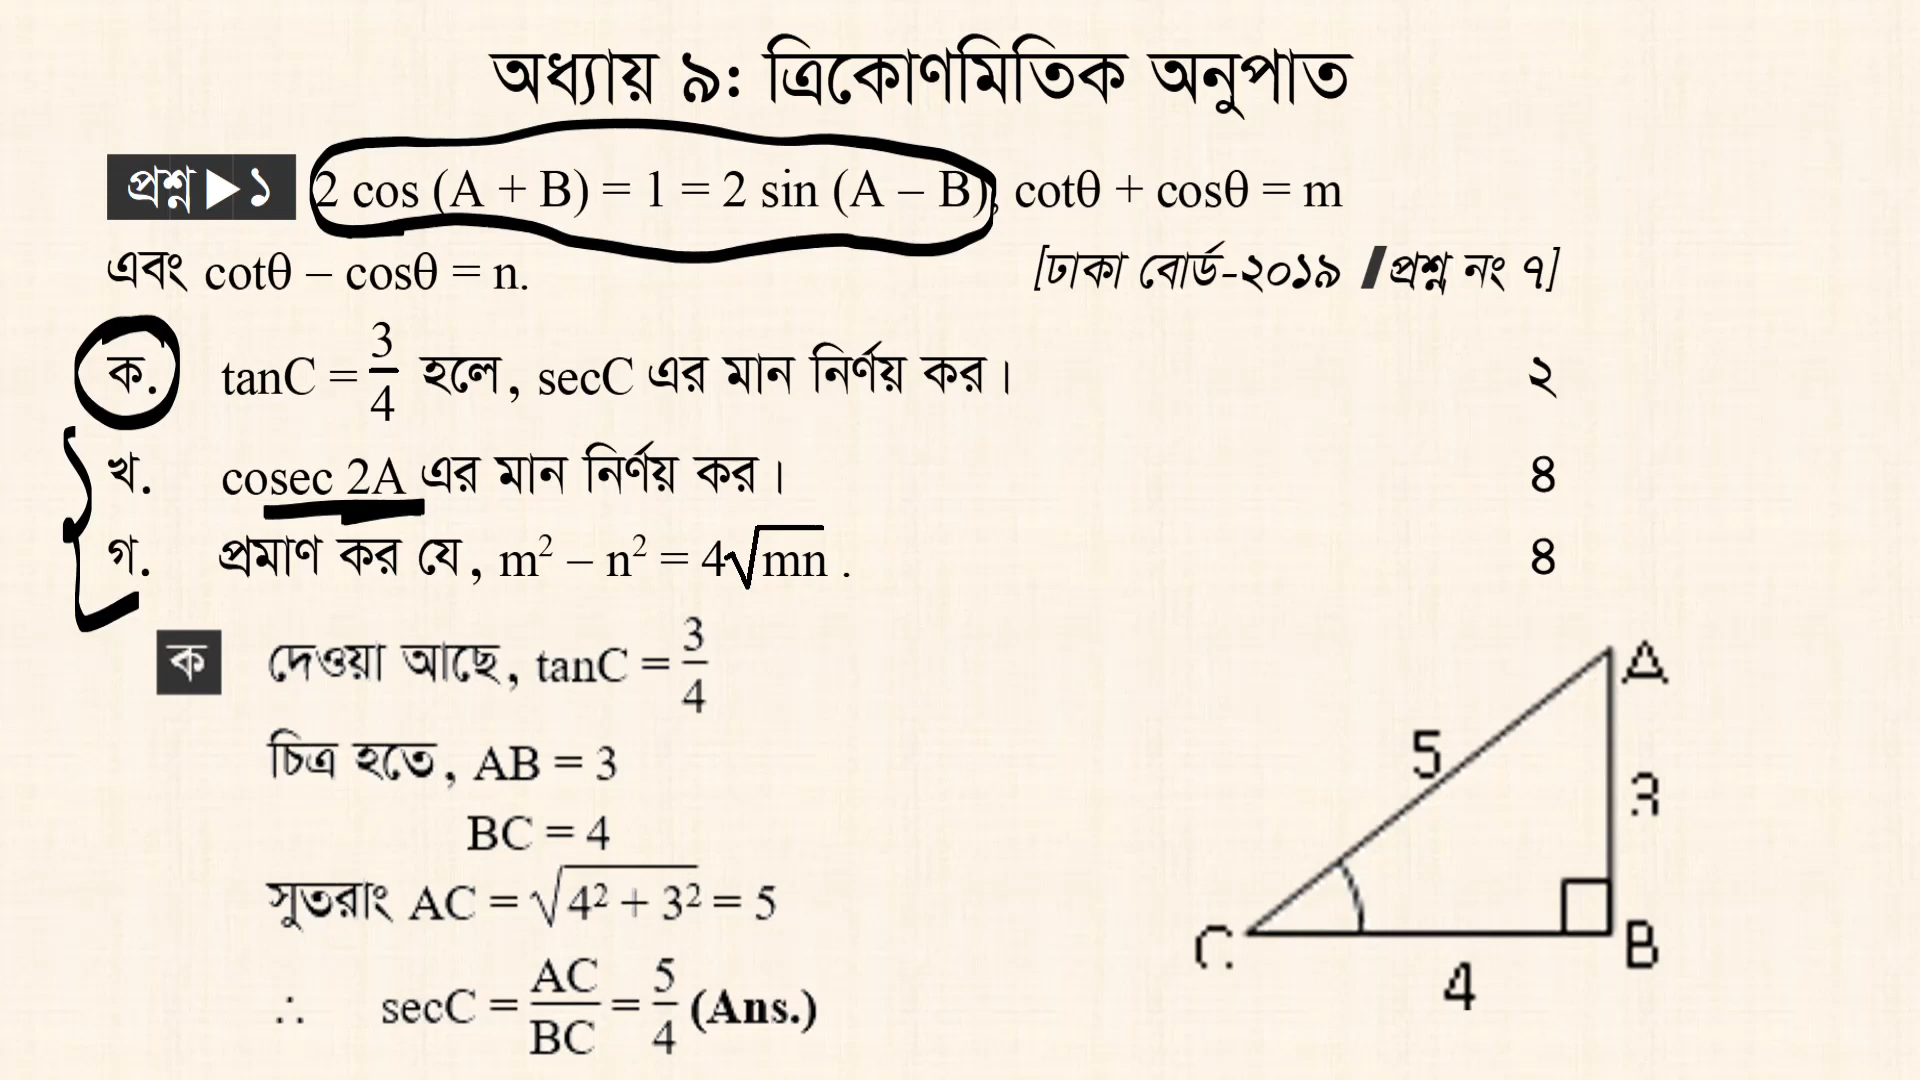 অধ্যায় ৯: ত্রিকোণমিতিক অনুপাত
প্রশ্ন ▶ ১ 2 cos (A + B) = 1 = 2 sin (A – B), cotθ + cosθ = m
এবং cotθ – cosθ = n. [ঢাকা বোর্ড-২০১৯ ▌প্রশ্ন নং ৭]
ক. tanC = 3/4 হলে, secC এর মান নির্ণয় কর। ২
খ. cosec 2A এর মান নির্ণয় কর। ৪
গ. প্রমাণ কর যে, m² – n² = 4√mn . ৪
ক দেওয়া আছে, tanC = 3/4
চিত্র হতে, AB = 3
BC = 4
সুতরাং AC = √4² + 3² = 5
∴ secC = AC/BC = 5/4 (Ans.)
A
5
3
C
B
4